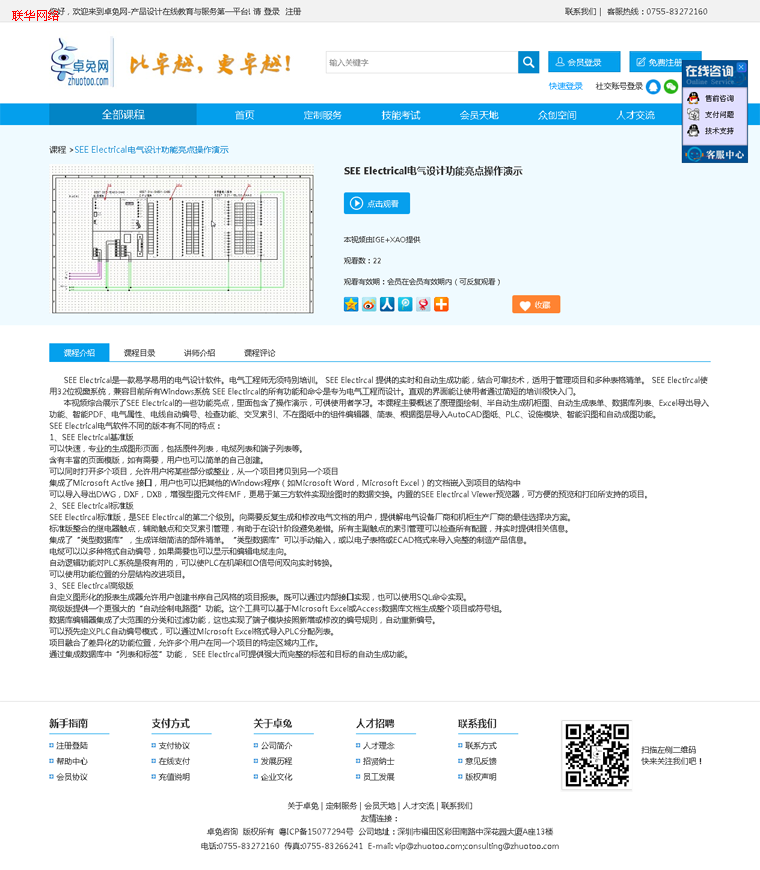 联华网络
您好，欢迎来到卓兔网-产品设计在线教育与服务第一平台! 请 登录 注册
联系我们 | 客服热线：0755-83272160
卓兔网
zhuotoo.com
比卓越，更卓越！
输入关键字
会员登录
免费注册
快速登录
社交账号登录
在线咨询
Online Service
售前咨询
支付问题
技术支持
客服中心
全部课程
首页
定制服务
技能考试
会员天地
众创空间
人才交流
课程 >SEE Electrical电气设计功能亮点操作演示
SEE Electrical电气设计功能亮点操作演示
点击观看
本视频由IGE+XAO提供
观看数：22
观看有效期：会员在会员有效期内（可反复观看）
收藏
课程介绍
课程目录
讲师介绍
课程评论
SEE Electrical是一款易学易用的电气设计软件。电气工程师无须特别培训。 SEE Electircal 提供的实时和自动生成功能，结合可靠技术，适用于管理项目和多种表格清单。 SEE Electircal使
用32位视窗系统，兼容目前所有Windows系统 SEE Electircal的所有功能和命令是专为电气工程而设计。直观的界面能让使用者通过简短的培训很快入门。
本视频综合展示了SEE Electircal的一些功能亮点，里面包含了操作演示，可供使用者学习。本课程主要概述了原理图绘制、半自动生成机柜图、自动生成表单、数据库列表、Excel导出导入
功能、智能PDF、电气属性、电线自动编号、检查功能、交叉索引、不在图纸中的组件编辑器、简表、根据图层导入AutoCAD图纸、PLC、设施模块、智能识图和自动成图功能。
SEE Electircal电气软件不同的版本有不同的特点：
1、SEE Electircal基准版
可以快速，专业的生成图形页面，包括原件列表，电缆列表和端子列表等。
含有丰富的页面模版，如有需要，用户也可以简单的自己创建。
可以同时打开多个项目，允许用户将某些部分或整业，从一个项目拷贝到另一个项目
集成了Microsoft Active 接口，用户也可以把其他的Windows程序（如Microsoft Word，Microsoft Excel）的文档嵌入到项目的结构中
可以导入导出DWG，DXF，DXB，增强型图元文件EMF，更易于第三方软件实现绘图时的数据交换。内置的SEE Electircal Viewer预览器，可方便的预览和打印所支持的项目。
2、SEE Electircal标准版
SEE Electircal标准版，是SEE Electircal的第二个级别。向需要反复生成和修改电气文档的用户，提供解电气设备厂商和机柜生产厂商的最佳选择决方案。
标准版整合的继电器触点，辅助触点和交叉索引管理，有助于在设计阶段避免差错。所有主副触点的索引管理可以检查所有配置，并实时提供相关信息。
集成了“类型数据库”，生成详细简洁的部件清单。“类型数据库”可以手动输入，或以电子表格或ECAD格式来导入完整的制造产品信息。
电缆可以以多种格式自动编号，如果需要也可以显示和编辑电缆走向。
自动逻辑功能对PLC系统是很有用的，可以使PLC在机架和IO信号间双向实时转换。
可以使用功能位置的分层结构改进项目。
3、SEE Electircal高级版
自定义图形化的报表生成器允许用户创建书序自己风格的项目报表。既可以通过内部接口实现，也可以使用SQL命令实现。
高级版提供一个更强大的“自动绘制电路图”功能。这个工具可以基于Microsoft Excel或Access数据库文档生成整个项目或符号组。
数据库编辑器集成了大范围的分类和过滤功能，这也实现了端子模块按照新增或修改的编号规则，自动重新编号。
可以预先定义PLC自动编号模式，可以通过Microsoft Excel格式导入PLC分配列表。
项目融合了差异化的功能位置，允许多个用户在同一个项目的特定区域内工作。
通过集成数据库中“列表和标签”功能， SEE Electircal可提供强大而完整的标签和目标的自动生成功能。
新手指南
注册登陆
帮助中心
会员协议
支付方式
支付协议
在线支付
充值说明
关于卓兔
公司简介
发展历程
企业文化
人才招聘
人才理念
招贤纳士
员工发展
联系我们
联系方式
意见反馈
版权声明
扫描左侧二维码
快来关注我们吧！
关于卓兔 | 定制服务 | 会员天地 | 人才交流 | 联系我们
友情连接：
卓兔咨询 版权所有 粤ICP备15077294号 公司地址：深圳市福田区彩田南路中深花园大厦A座13楼
电话:0755-83272160 传真:0755-83266241 E-mail: vip@zhuotoo.com;consulting@zhuotoo.com